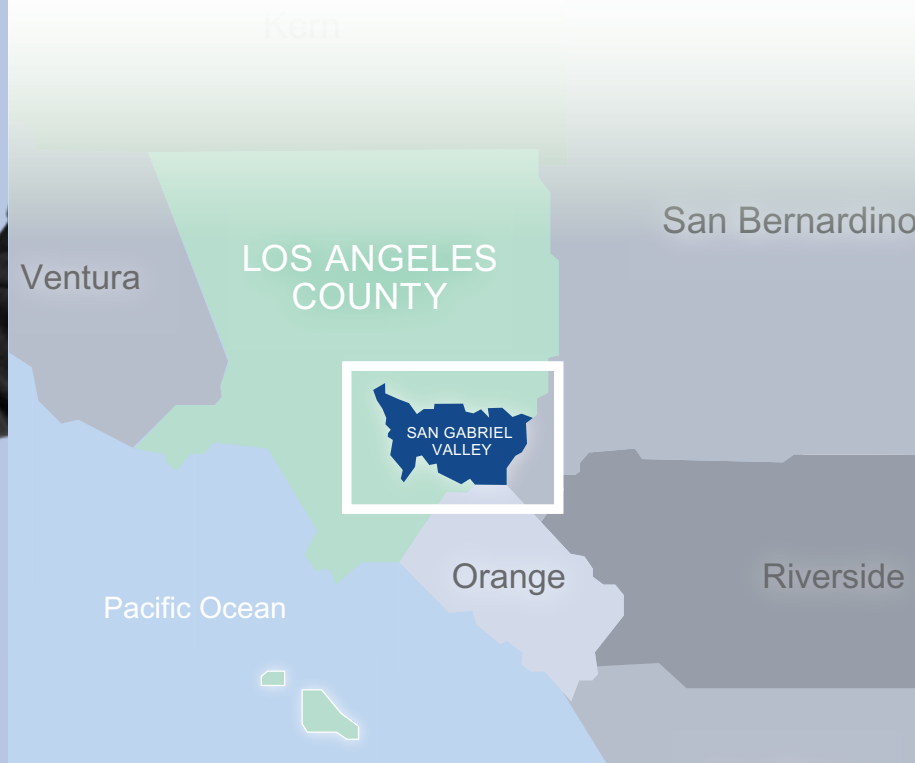 Kern
San Bernardino
LOS ANGELES
COUNTY
Ventura
SAN GABRIEL
VALLEY
Orange
Riverside
Pacific Ocean